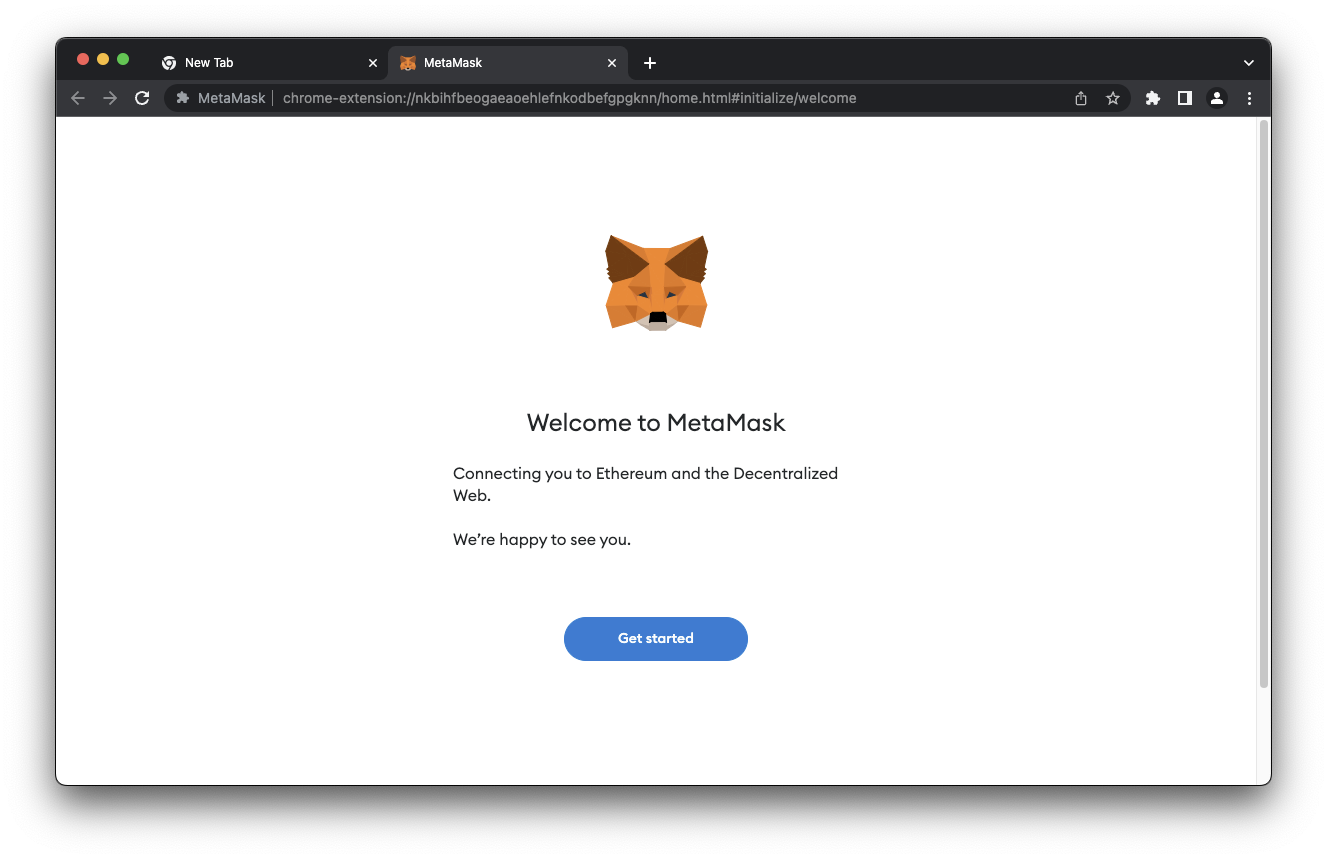 New Tab
MetaMask
MetaMask
chrome-extension://nkbihfbeogaeaoehlefnkodbefgpgknn/home.html#initialize/welcome
Welcome to MetaMask
Connecting you to Ethereum and the Decentralized
Web.
We’re happy to see you.
Get started